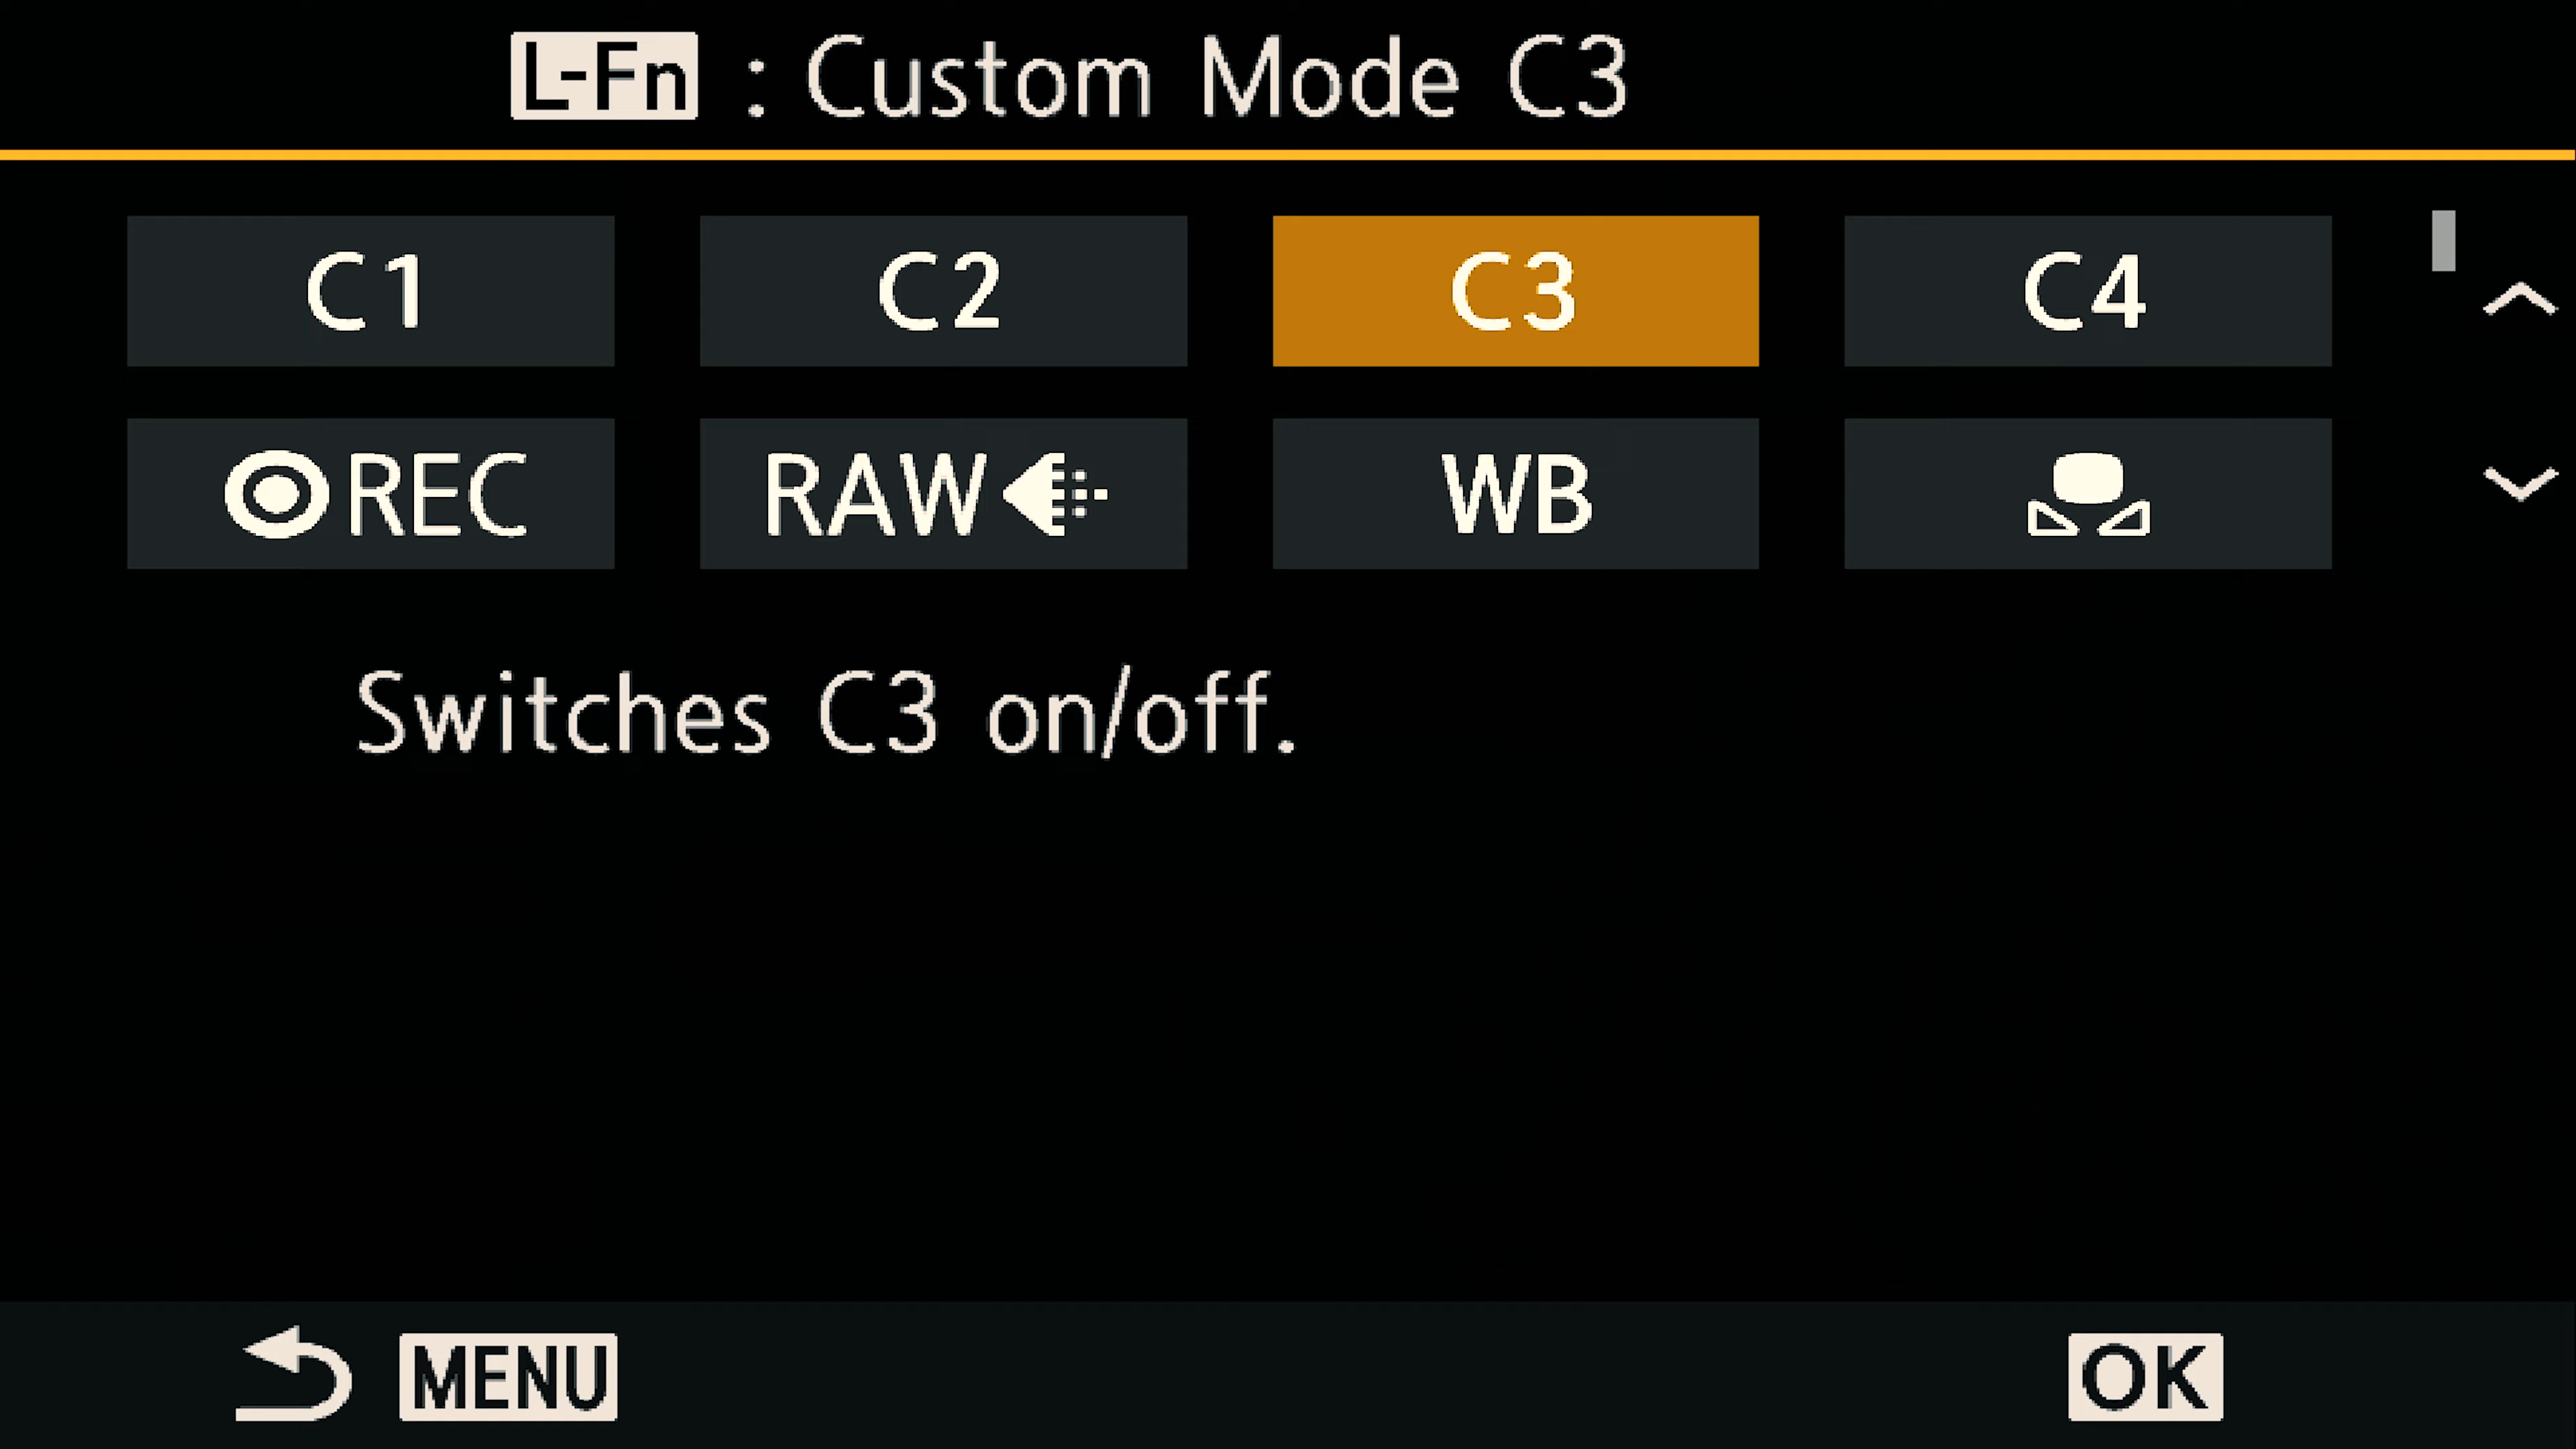 L-Fn : Custom Mode C3
C1 C2 C3 C4
REC RAW WB
Switches C3 on/off.
MENU OK